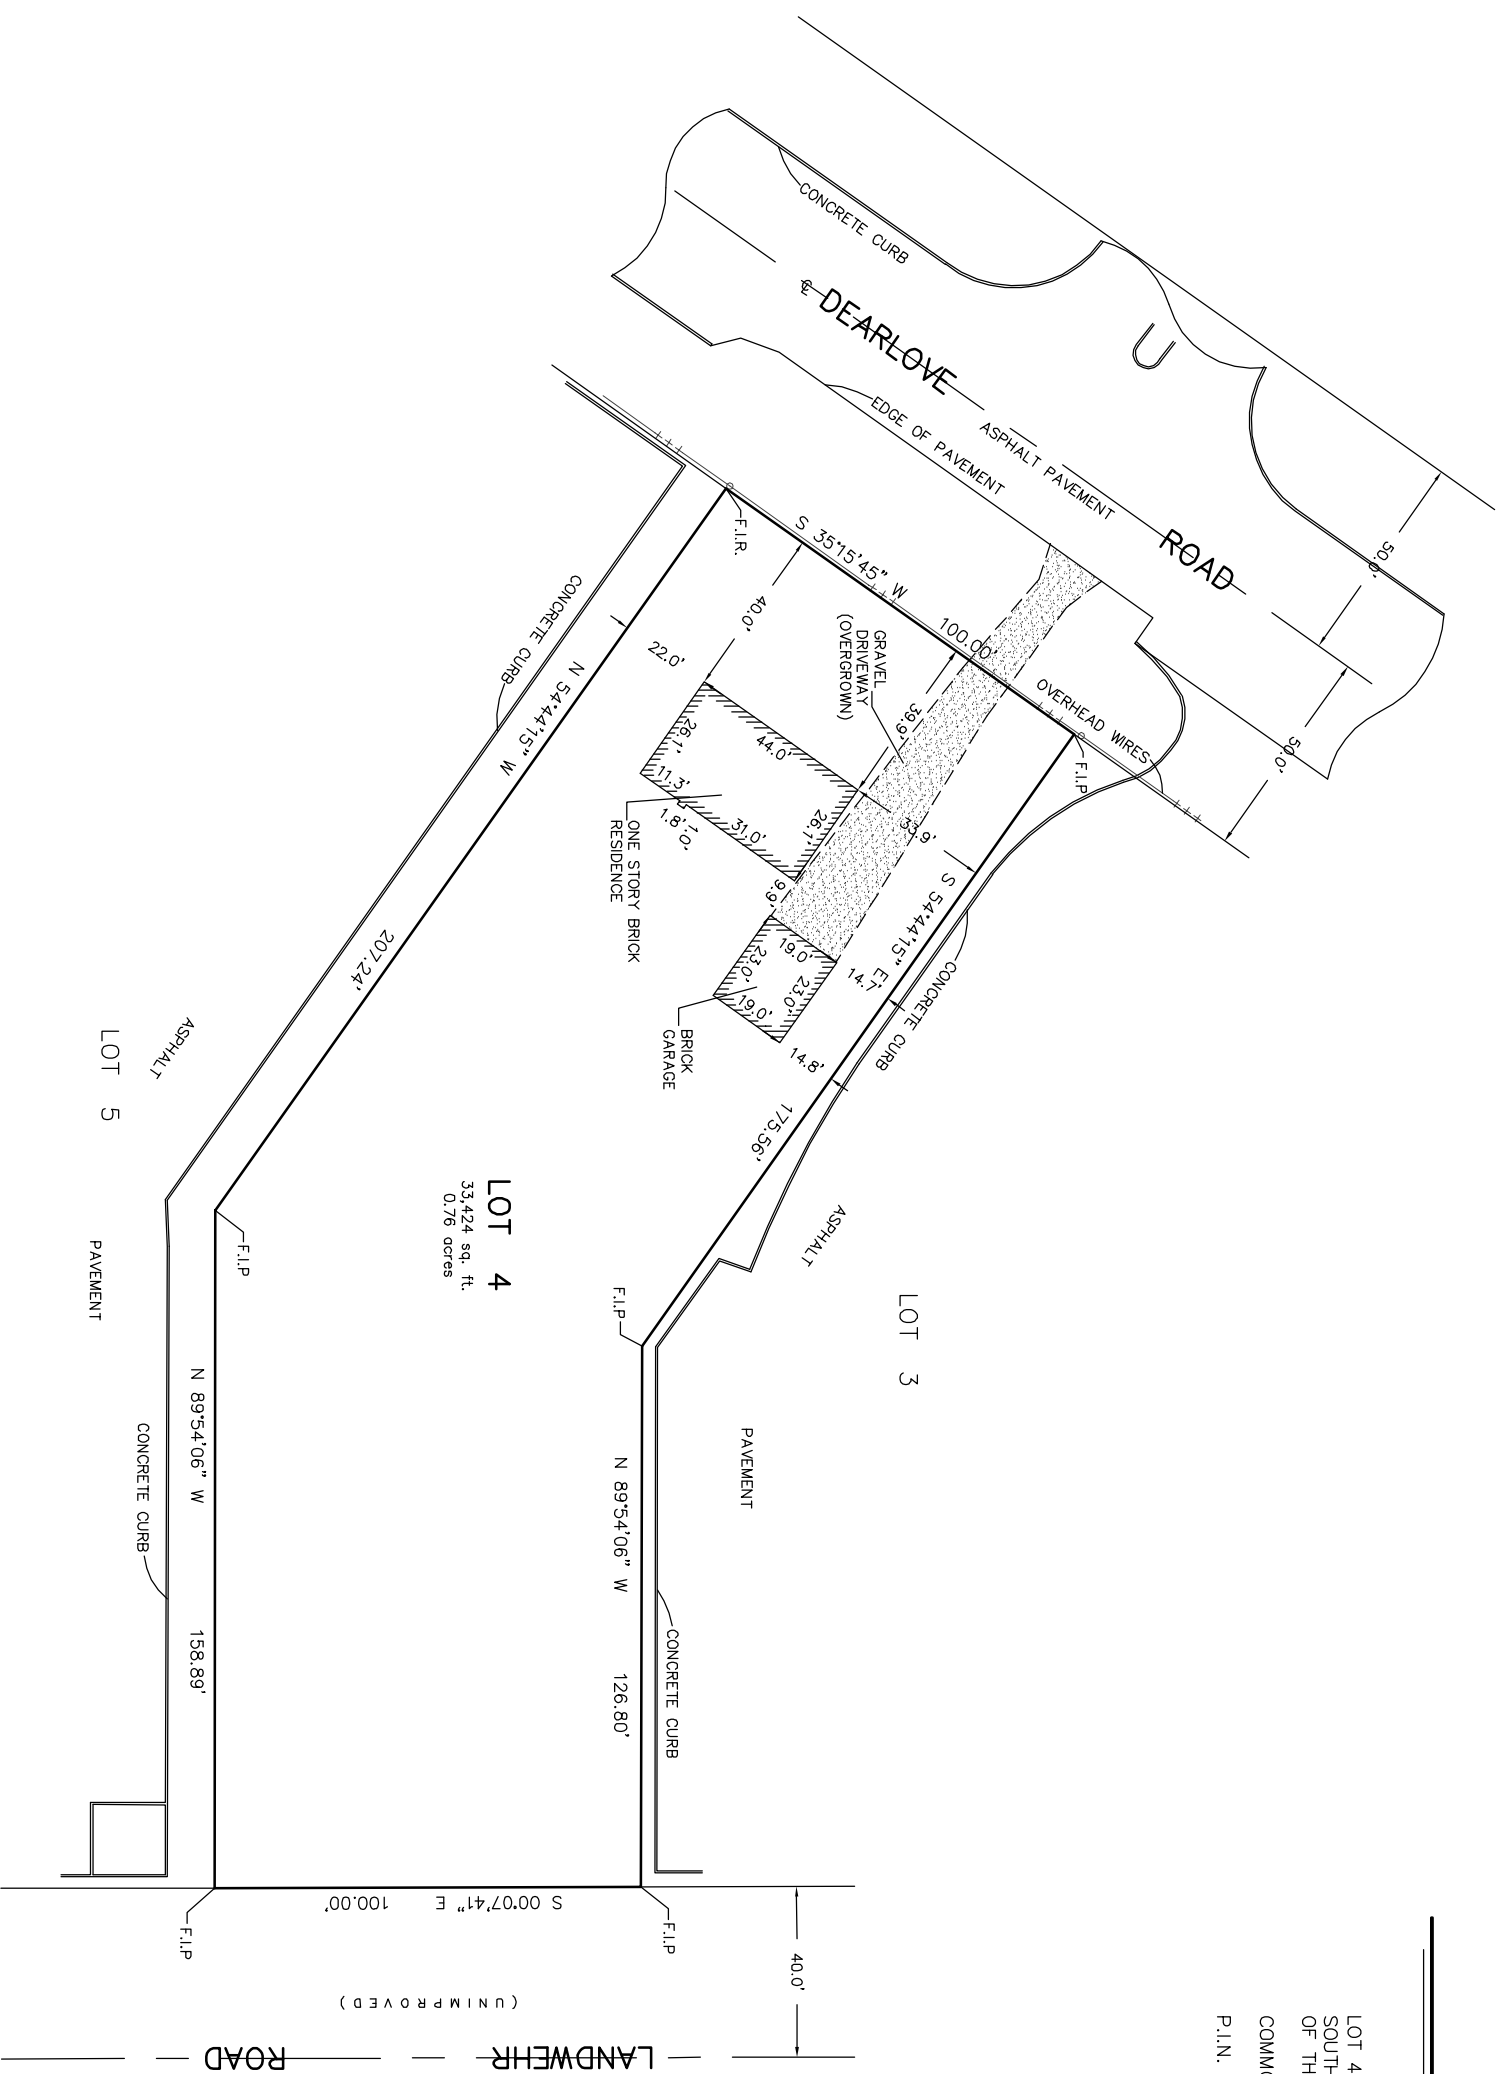 CONCRETE CURB
℄ DEARLOVE
ROAD
ASPHALT PAVEMENT
EDGE OF PAVEMENT
50.0'
50.0'
F.I.R.
S 35°15'45" W
100.00'
OVERHEAD WIRES
F.I.P
GRAVEL
DRIVEWAY
(OVERGROWN)
40.0'
39.9'
22.0'
44.0'
26.1'
26.1'
11.3'
31.0'
1.8'
33.9'
9.9'
ONE STORY BRICK
RESIDENCE
19.0'
23.0'
23.0'
19.0'
14.7'
14.8'
BRICK
GARAGE
S 54°44'15" E
175.56'
CONCRETE CURB
CONCRETE CURB
N 54°44'15" W
207.24'
ASPHALT
LOT 5
PAVEMENT
LOT 4
33,424 sq. ft.
0.76 acres
ASPHALT
LOT 3
PAVEMENT
F.I.P
F.I.P
N 89°54'06" W
158.89'
CONCRETE CURB
N 89°54'06" W
126.80'
CONCRETE CURB
S 00°07'41" E
100.00'
F.I.P
F.I.P
40.0'
(UNIMPROVED)
LANDWEHR
ROAD
LOT 4
SOUTH
OF TH
COMMO
P.I.N.